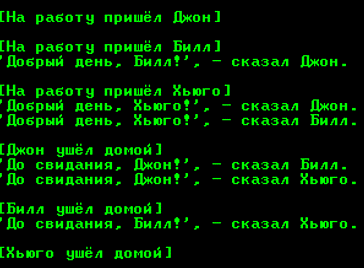 [На работу пришёл Джон]
[На работу пришёл Билл]
'Добрый день, Билл!', – сказал Джон.
[На работу пришёл Хьюго]
'Добрый день, Хьюго!', – сказал Джон.
'Добрый день, Хьюго!', – сказал Билл.
[Джон ушёл домой]
'До свидания, Джон!', – сказал Билл.
'До свидания, Джон!', – сказал Хьюго.
[Билл ушёл домой]
'До свидания, Билл!', – сказал Хьюго.
[Хьюго ушёл домой]